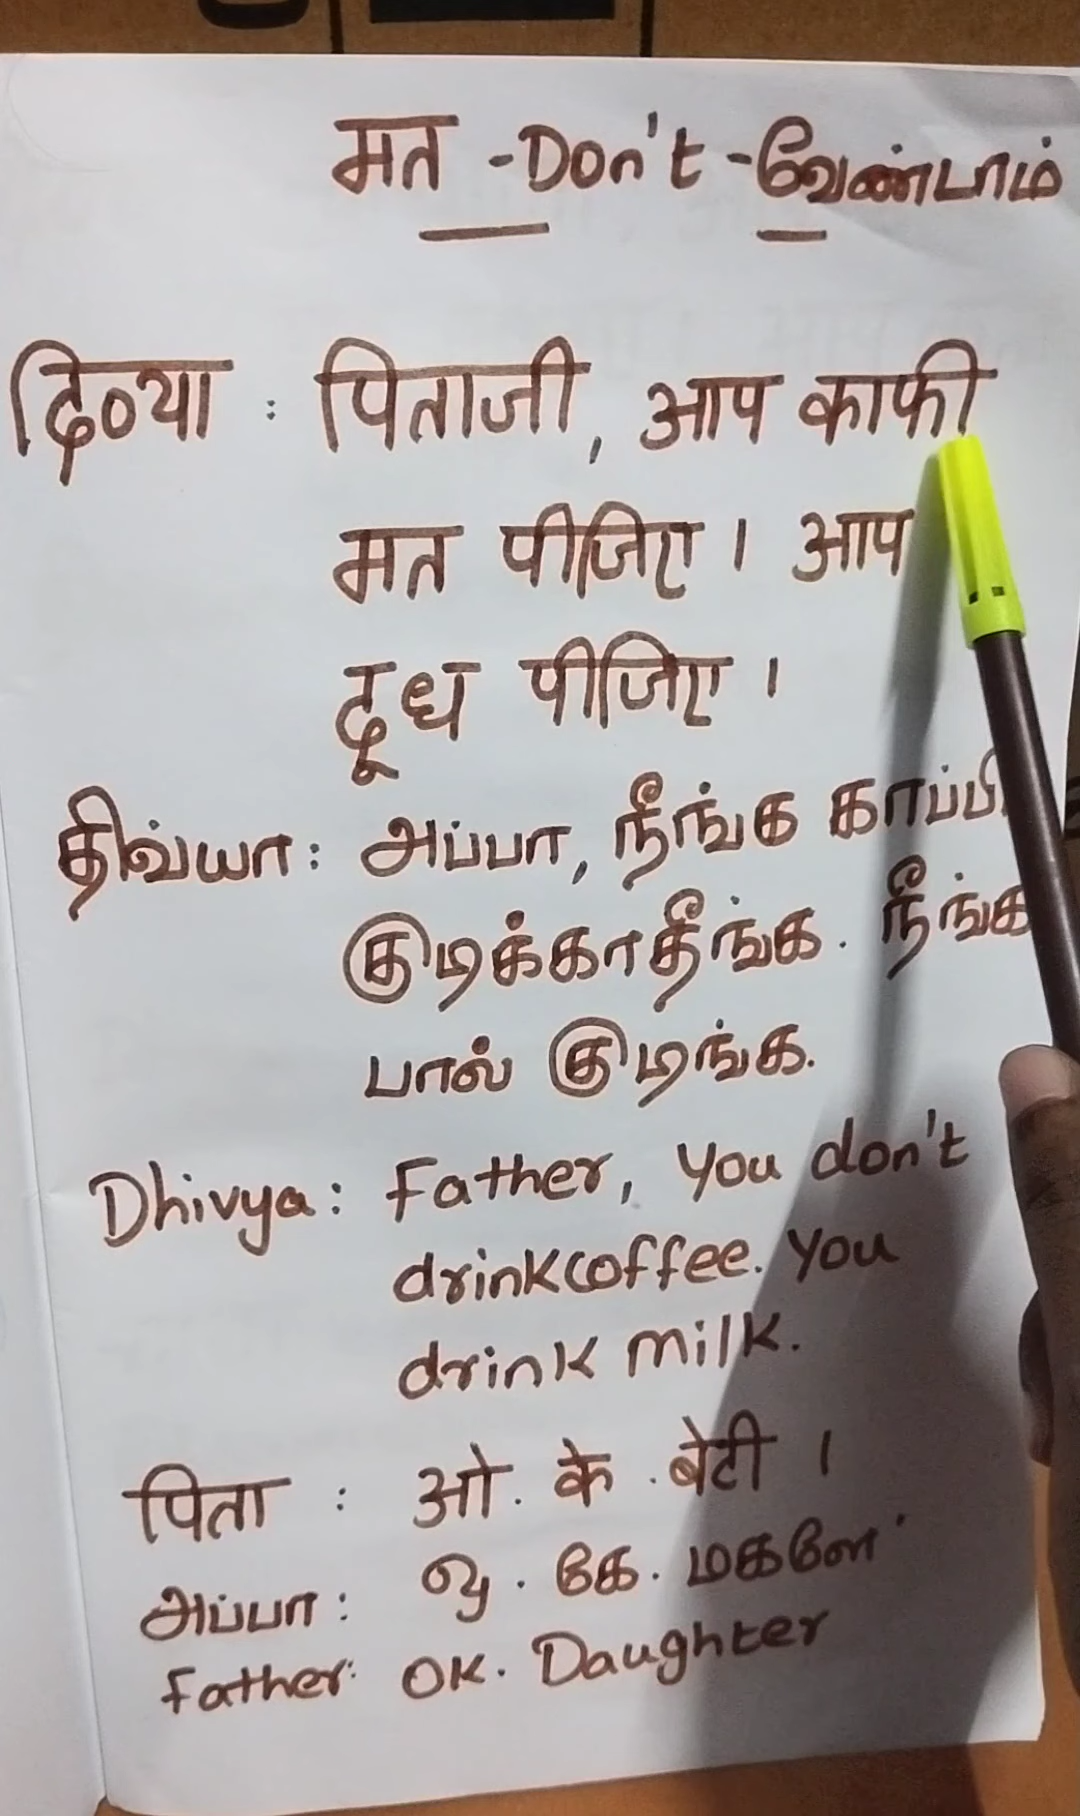 मत - Don't - வேண்டாம்
दिव्या : पिताजी, आप काफी
मत पीजिए । आप
दूध पीजिए ।
திவ்யா : அப்பா, நீங்க காப்பி
குடிக்காதீங்க. நீங்க
பால் குடிங்க.
Dhivya : Father, You don't
drink coffee. You
drink milk.
पिता : ओ. के . बेटी ।
அப்பா : ஓ . கே . மகளே
Father: OK. Daughter